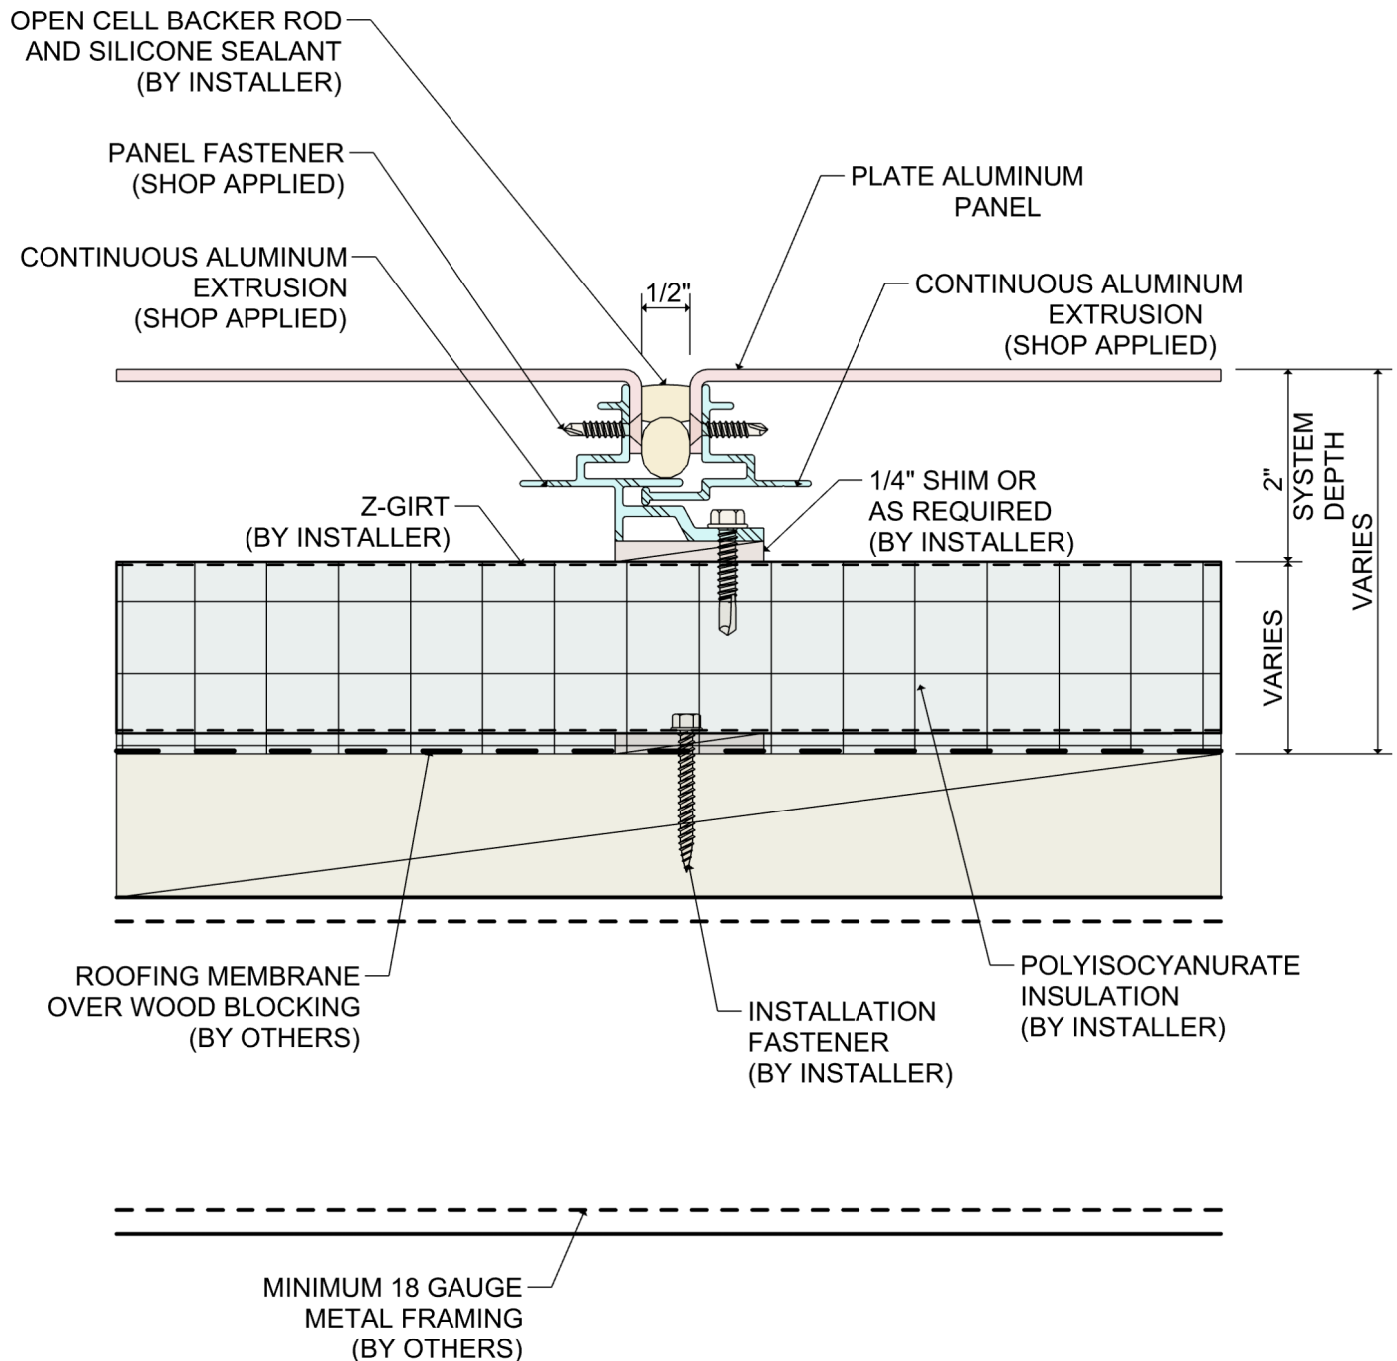 OPEN CELL BACKER ROD
AND SILICONE SEALANT
(BY INSTALLER)
PANEL FASTENER
(SHOP APPLIED)
CONTINUOUS ALUMINUM
EXTRUSION
(SHOP APPLIED)
1/2"
PLATE ALUMINUM
PANEL
CONTINUOUS ALUMINUM
EXTRUSION
(SHOP APPLIED)
Z-GIRT
(BY INSTALLER)
1/4" SHIM OR
AS REQUIRED
(BY INSTALLER)
2"
SYSTEM
DEPTH
VARIES
VARIES
ROOFING MEMBRANE
OVER WOOD BLOCKING
(BY OTHERS)
INSTALLATION
FASTENER
(BY INSTALLER)
POLYISOCYANURATE
INSULATION
(BY INSTALLER)
MINIMUM 18 GAUGE
METAL FRAMING
(BY OTHERS)